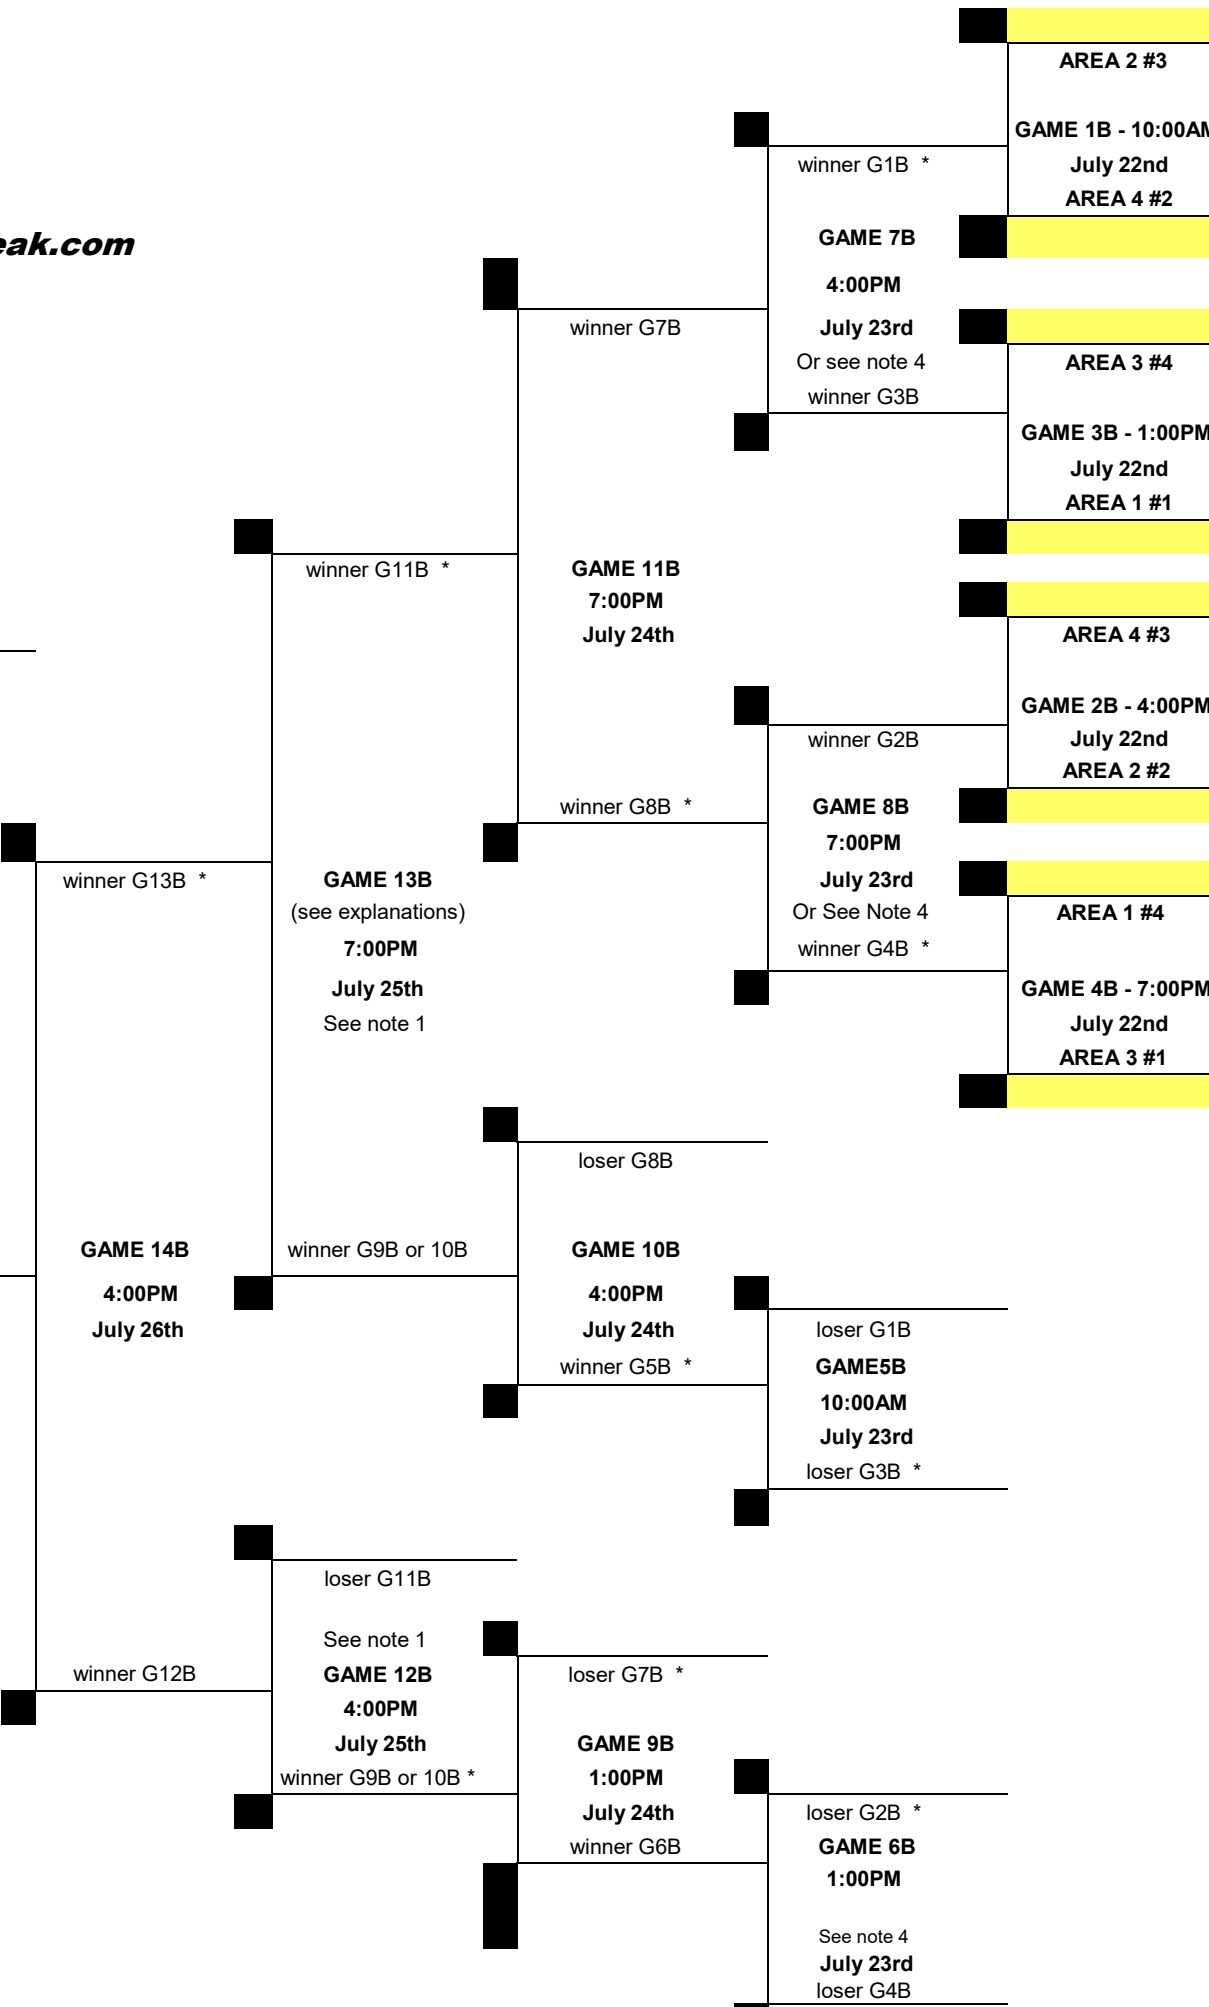 AREA 2 #3
GAME 1B - 10:00AM
winner G1B *
July 22nd
AREA 4 #2
eak.com
GAME 7B
4:00PM
winner G7B
July 23rd
Or see note 4
AREA 3 #4
winner G3B
GAME 3B - 1:00PM
July 22nd
AREA 1 #1
winner G11B *
GAME 11B
7:00PM
July 24th
AREA 4 #3
GAME 2B - 4:00PM
winner G2B
July 22nd
AREA 2 #2
winner G8B *
GAME 8B
7:00PM
winner G13B *
GAME 13B
July 23rd
(see explanations)
Or See Note 4
AREA 1 #4
7:00PM
winner G4B *
July 25th
GAME 4B - 7:00PM
See note 1
July 22nd
AREA 3 #1
loser G8B
GAME 14B
winner G9B or 10B
GAME 10B
4:00PM
4:00PM
July 26th
July 24th
loser G1B
winner G5B *
GAME5B
10:00AM
July 23rd
loser G3B *
loser G11B
See note 1
winner G12B
GAME 12B
loser G7B *
4:00PM
July 25th
GAME 9B
winner G9B or 10B *
1:00PM
July 24th
loser G2B *
winner G6B
GAME 6B
1:00PM
See note 4
July 23rd
loser G4B